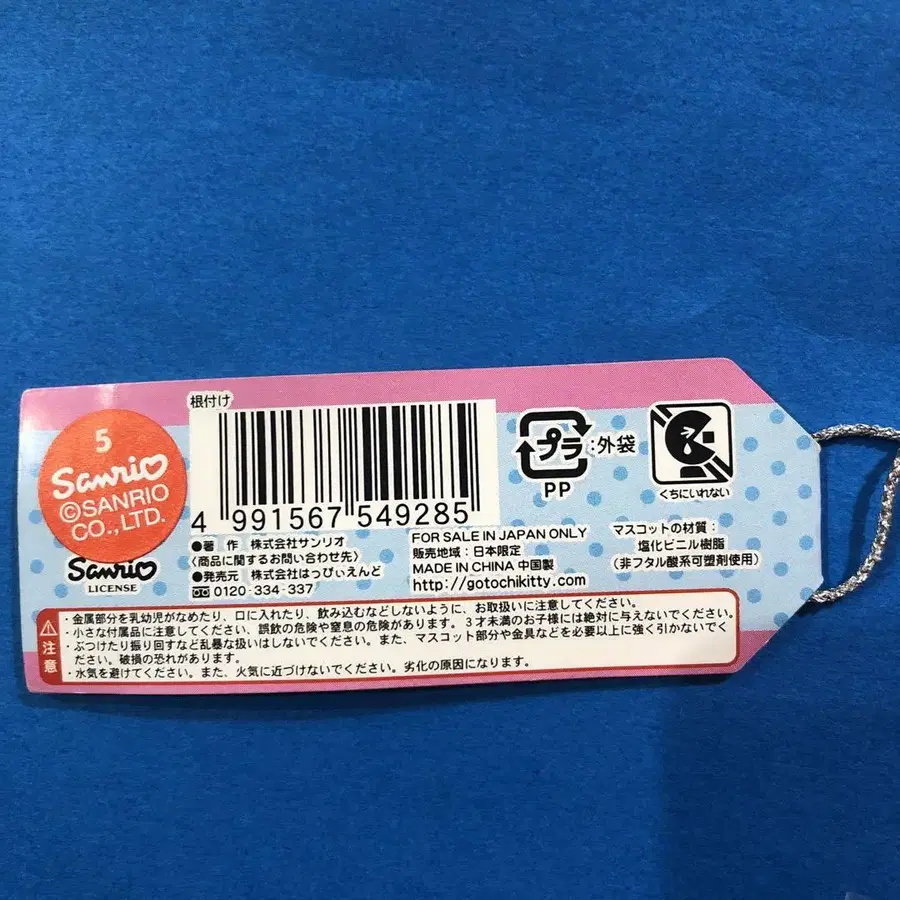 根付け
5
Sanrio
©SANRIO
CO.,LTD.
Sanrio
LICENSE
4 991567 549285
●著 作 株式会社サンリオ
〈商品に関するお問い合わせ先〉
●発売元 株式会社はっぴぃえんど
0120-334-337
FOR SALE IN JAPAN ONLY
販売地域：日本限定
MADE IN CHINA 中国製
http://gotochikitty.com
プラ:外袋
PP
くちにいれない
マスコットの材質：
塩化ビニル樹脂
（非フタル酸系可塑剤使用）
注意
・金属部分を乳幼児がなめたり、口に入れたり、飲み込むなどしないように、お取扱いに注意してください。
・小さな付属品に注意してください、誤飲の危険や窒息の危険があります。3才未満のお子様には絶対に与えないでください。
・ぶつけたり振り回すなど乱暴な扱いはしないでください。また、マスコット部分や金具などを必要以上に強く引かないでく
ださい。破損の恐れがあります。
・水気を避けてください。また、火気に近づけないでください。劣化の原因になります。